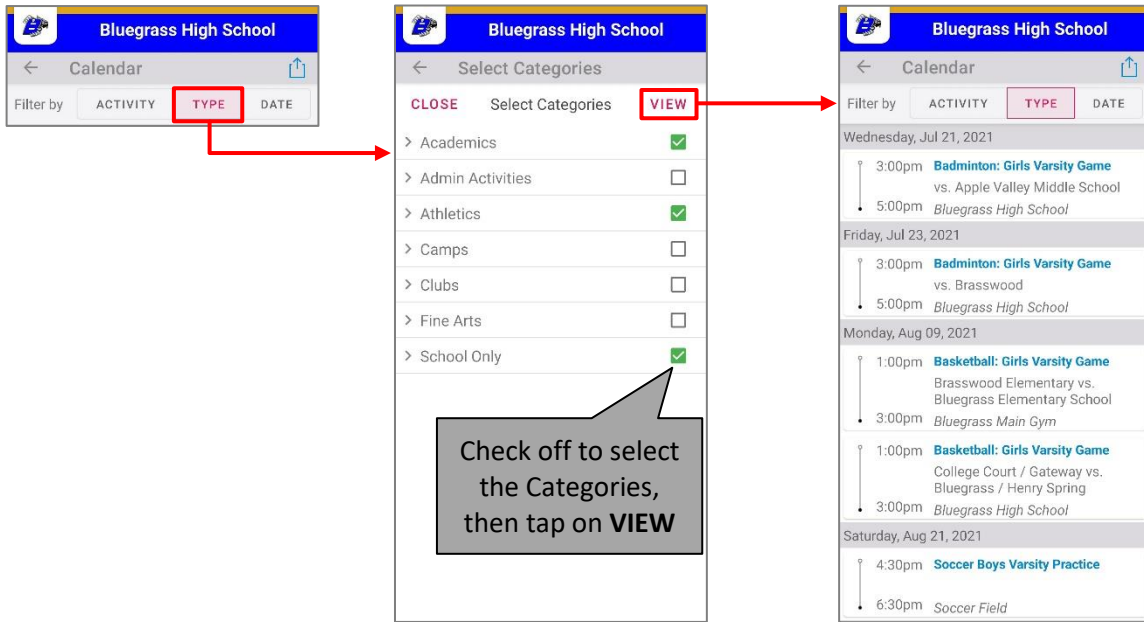 Bluegrass High School
← Calendar
Filter by ACTIVITY TYPE DATE
Bluegrass High School
← Select Categories
CLOSE Select Categories VIEW
> Academics
> Admin Activities
> Athletics
> Camps
> Clubs
> Fine Arts
> School Only
Check off to select
the Categories,
then tap on VIEW
Bluegrass High School
← Calendar
Filter by ACTIVITY TYPE DATE
Wednesday, Jul 21, 2021
3:00pm Badminton: Girls Varsity Game
vs. Apple Valley Middle School
5:00pm Bluegrass High School
Friday, Jul 23, 2021
3:00pm Badminton: Girls Varsity Game
vs. Brasswood
5:00pm Bluegrass High School
Monday, Aug 09, 2021
1:00pm Basketball: Girls Varsity Game
Brasswood Elementary vs.
Bluegrass Elementary School
3:00pm Bluegrass Main Gym
1:00pm Basketball: Girls Varsity Game
College Court / Gateway vs.
Bluegrass / Henry Spring
3:00pm Bluegrass High School
Saturday, Aug 21, 2021
4:30pm Soccer Boys Varsity Practice
6:30pm Soccer Field